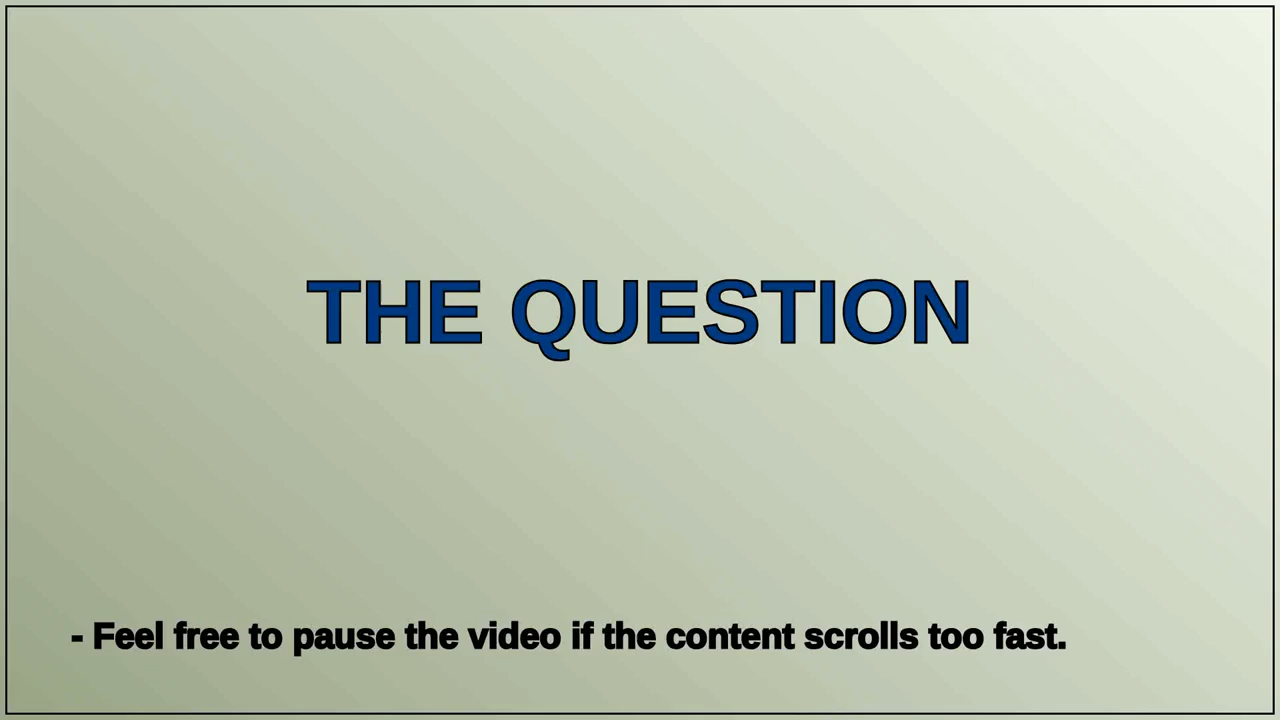 THE QUESTION
- Feel free to pause the video if the content scrolls too fast.